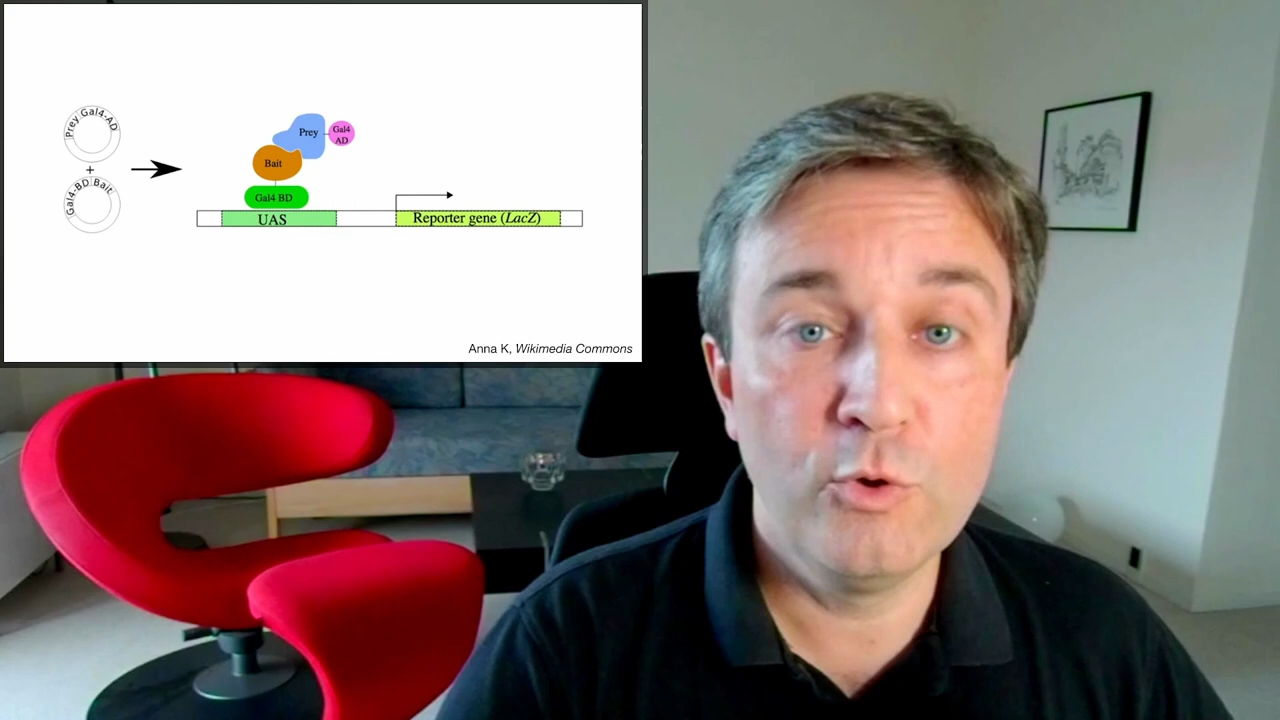 Prey Gal4-AD
+
Gal4-BD Bait
Prey
Gal4
AD
Bait
Gal4 BD
UAS
Reporter gene (LacZ)
Anna K, Wikimedia Commons